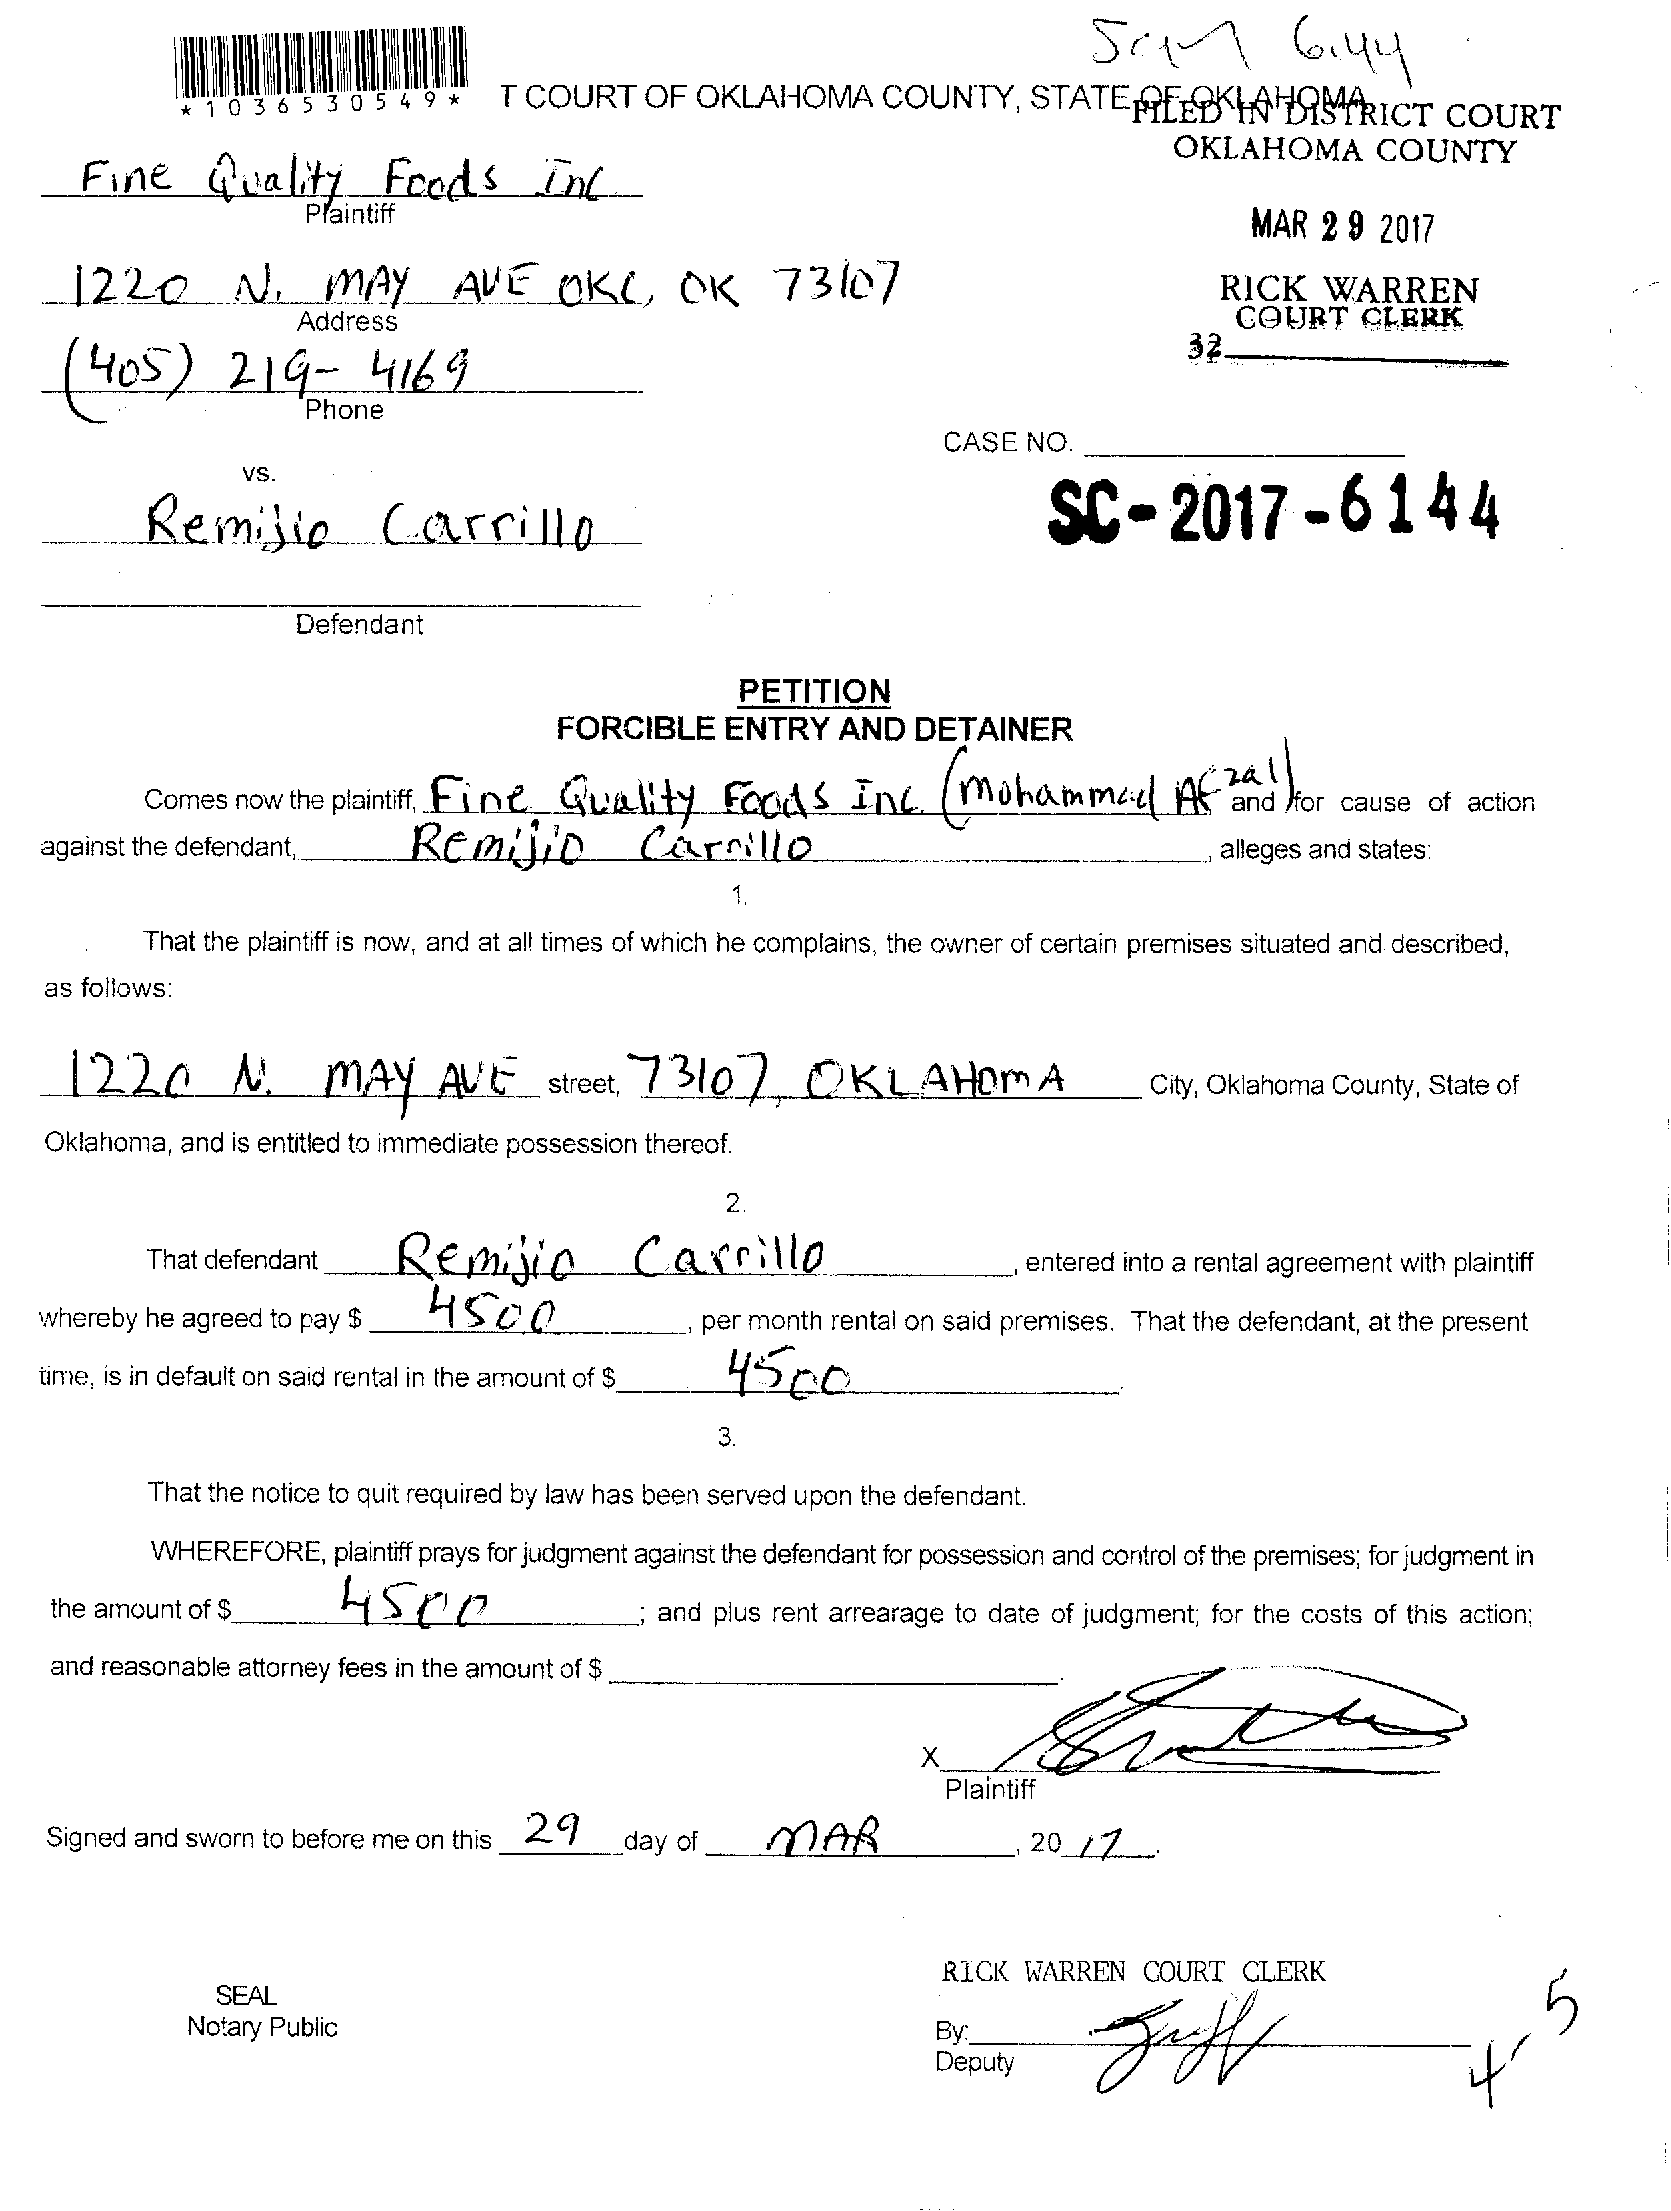 6144
*1036530549*
T COURT OF OKLAHOMA COUNTY, STATE OF OKLAHOMA
FILED IN DISTRICT COURT
OKLAHOMA COUNTY
Fine Quality Foods Inc
Plaintiff
MAR 29 2017
1220 N. MAY AVE OKC, OK 73107
Address
RICK WARREN
COURT CLERK
32
(405) 219-4169
Phone
CASE NO.
vs.
SC-2017-6144
Remijio Carrillo
Defendant
PETITION
FORCIBLE ENTRY AND DETAINER
Comes now the plaintiff, Fine Quality Foods Inc (Mohammad Afzal) and for cause of action
against the defendant, Remijio Carrillo, alleges and states:
1.
That the plaintiff is now, and at all times of which he complains, the owner of certain premises situated and described,
as follows:
1220 N. MAY AVE street, 73107, OKLAHOMA City, Oklahoma County, State of
Oklahoma, and is entitled to immediate possession thereof.
2.
That defendant Remijio Carrillo, entered into a rental agreement with plaintiff
whereby he agreed to pay $ 4500, per month rental on said premises. That the defendant, at the present
time, is in default on said rental in the amount of $ 4500.
3.
That the notice to quit required by law has been served upon the defendant.
WHEREFORE, plaintiff prays for judgment against the defendant for possession and control of the premises; for judgment in
the amount of $ 4500; and plus rent arrearage to date of judgment; for the costs of this action;
and reasonable attorney fees in the amount of $
X
Plaintiff
Signed and sworn to before me on this 29 day of MAR, 20 17.
RICK WARREN COURT CLERK
SEAL
Notary Public
By:
Deputy
4.5